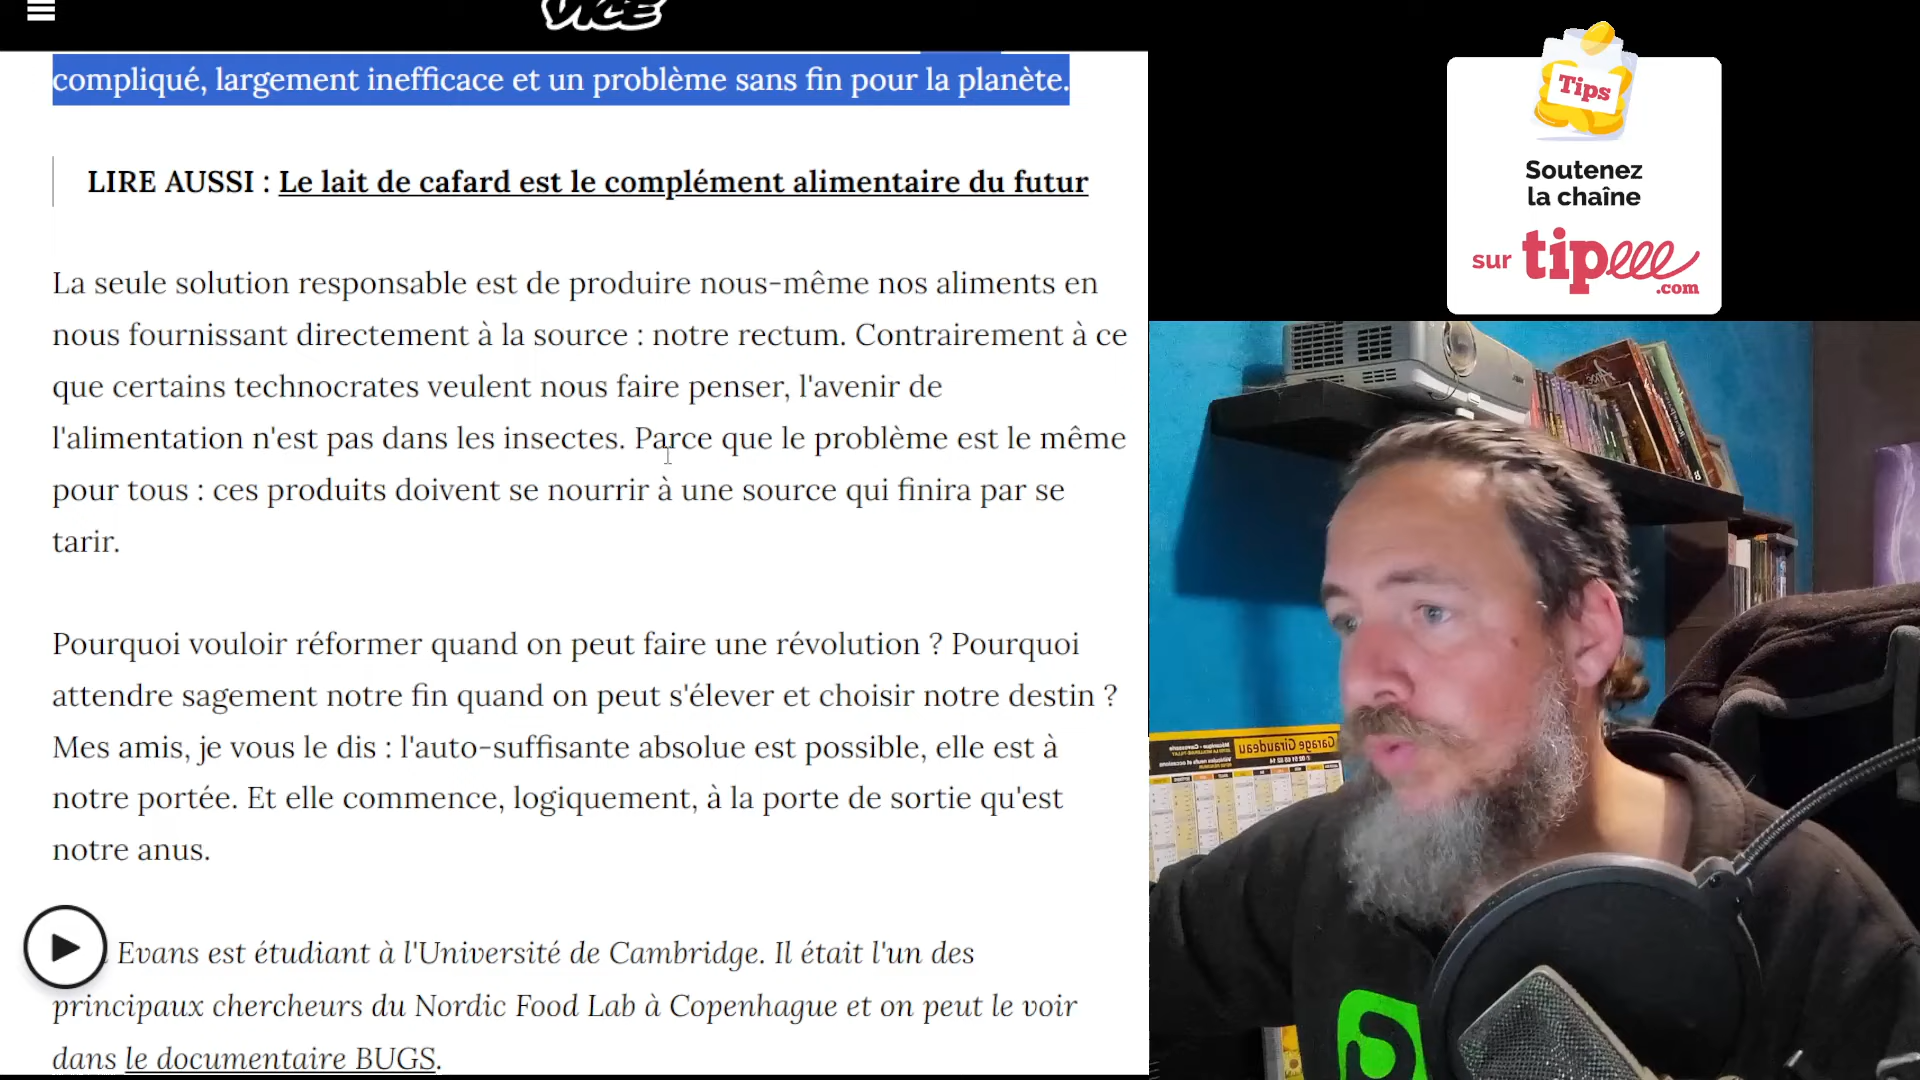 VICE
compliqué, largement inefficace et un problème sans fin pour la planète.
LIRE AUSSI : Le lait de cafard est le complément alimentaire du futur
La seule solution responsable est de produire nous-même nos aliments en
nous fournissant directement à la source : notre rectum. Contrairement à ce
que certains technocrates veulent nous faire penser, l'avenir de
l'alimentation n'est pas dans les insectes. Parce que le problème est le même
pour tous : ces produits doivent se nourrir à une source qui finira par se
tarir.
Pourquoi vouloir réformer quand on peut faire une révolution ? Pourquoi
attendre sagement notre fin quand on peut s'élever et choisir notre destin ?
Mes amis, je vous le dis : l'auto-suffisante absolue est possible, elle est à
notre portée. Et elle commence, logiquement, à la porte de sortie qu'est
notre anus.
Evans est étudiant à l'Université de Cambridge. Il était l'un des
principaux chercheurs du Nordic Food Lab à Copenhague et on peut le voir
dans le documentaire BUGS.
Tips
Soutenez
la chaîne
sur tipeee
.com
Garage Giraudeau